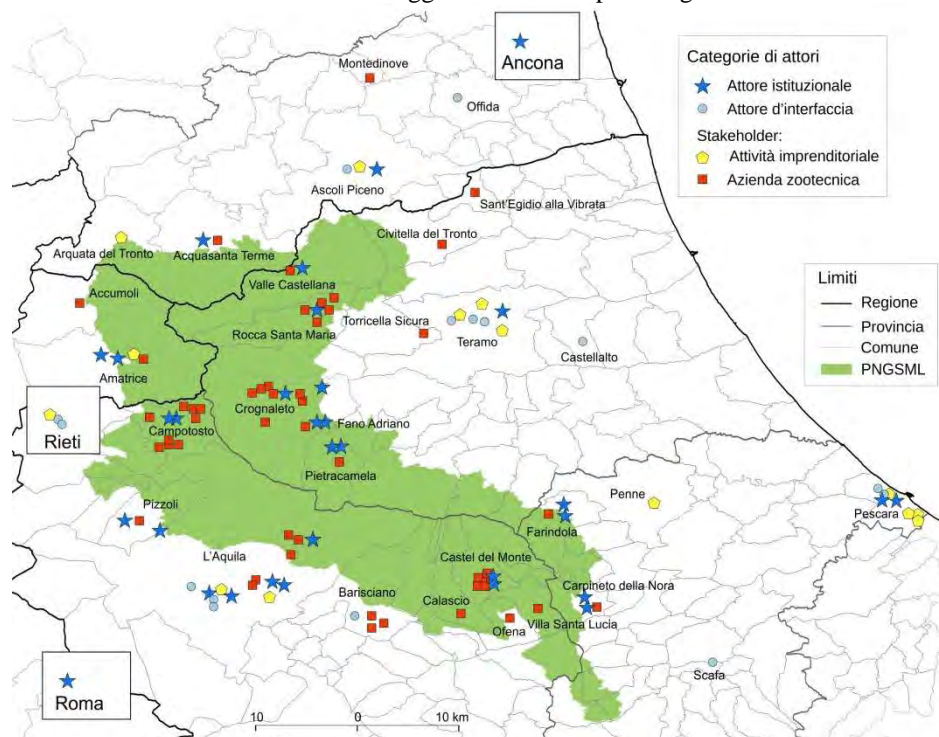 Ancona
Montedinove
Offida
Ascoli Piceno
Sant'Egidio alla Vibrata
Civitella del Tronto
Arquata del Tronto
Acquasanta Terme
Valle Castellana
Accumoli
Rocca Santa Maria
Torricella Sicura
Teramo
Castellalto
Amatrice
Crognaleto
Rieti
Campotosto
Fano Adriano
Pietracamela
Pizzoli
Penne
Pescara
Farindola
L'Aquila
Castel del Monte
Barisciano
Carpineto della Nora
Calascio
Villa Santa Lucia
Ofena
Scafa
Roma
10 0 10 km
Categorie di attori
Attore istituzionale
Attore d'interfaccia
Stakeholder:
Attività imprenditoriale
Azienda zootecnica
Limiti
Regione
Provincia
Comune
PNGSML